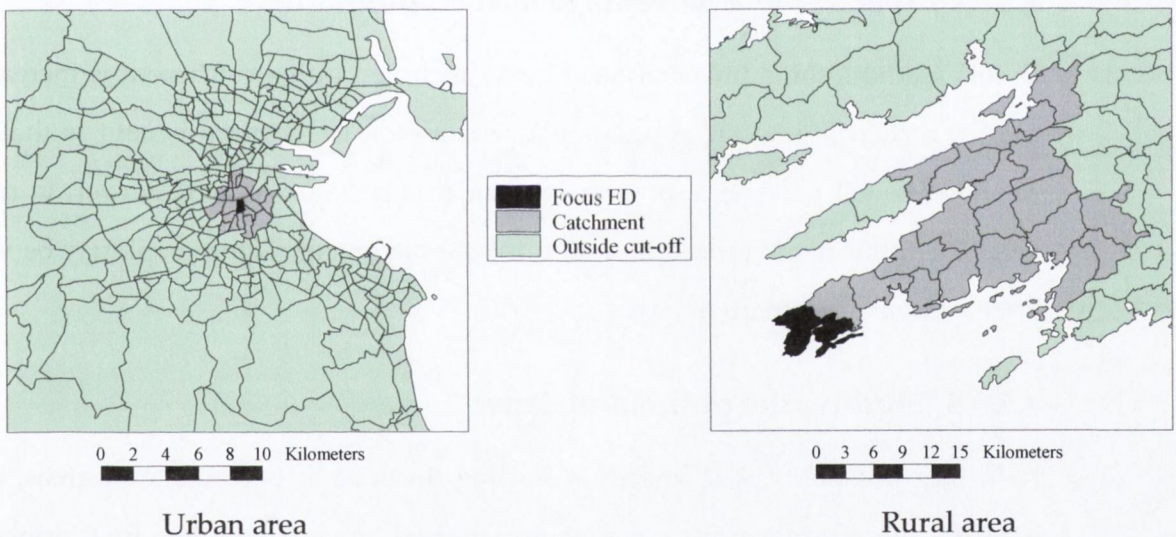 Focus ED
Catchment
Outside cut-off
0 2 4 6 8 10 Kilometers
0 3 6 9 12 15 Kilometers
Urban area
Rural area